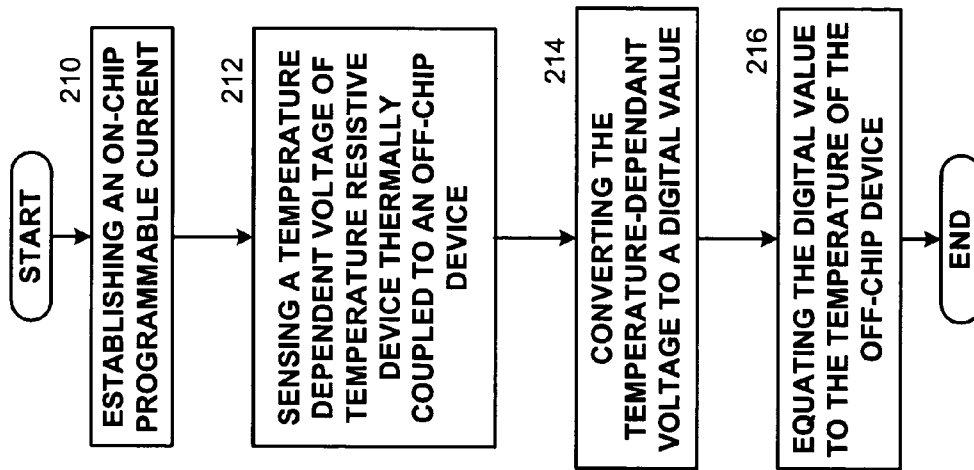 START
210
ESTABLISHING AN ON-CHIP
PROGRAMMABLE CURRENT
212
SENSING A TEMPERATURE
DEPENDENT VOLTAGE OF
TEMPERATURE RESISTIVE
DEVICE THERMALLY
COUPLED TO AN OFF-CHIP
DEVICE
214
CONVERTING THE
TEMPERATURE-DEPENDANT
VOLTAGE TO A DIGITAL VALUE
216
EQUATING THE DIGITAL VALUE
TO THE TEMPERATURE OF THE
OFF-CHIP DEVICE
END